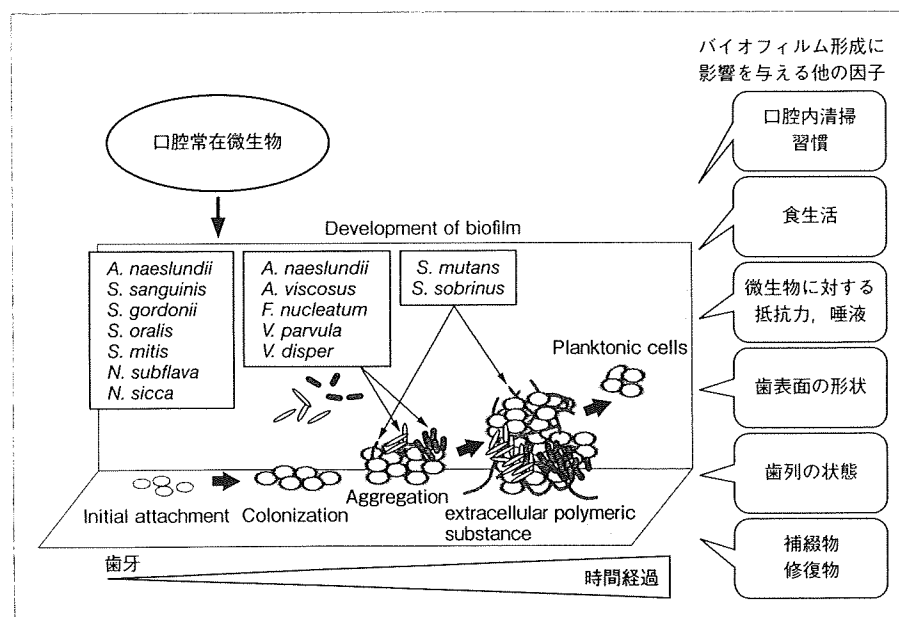 バイオフィルム形成に
影響を与える他の因子
口腔常在微生物
口腔内清掃
習慣
食生活
微生物に対する
抵抗力，唾液
歯表面の形状
歯列の状態
補綴物
修復物
Development of biofilm
A. naeslundii
S. sanguinis
S. gordonii
S. oralis
S. mitis
N. subflava
N. sicca
A. naeslundii
A. viscosus
F. nucleatum
V. parvula
V. disper
S. mutans
S. sobrinus
Planktonic cells
Initial attachment
Colonization
Aggregation
extracellular polymeric
substance
歯牙
時間経過